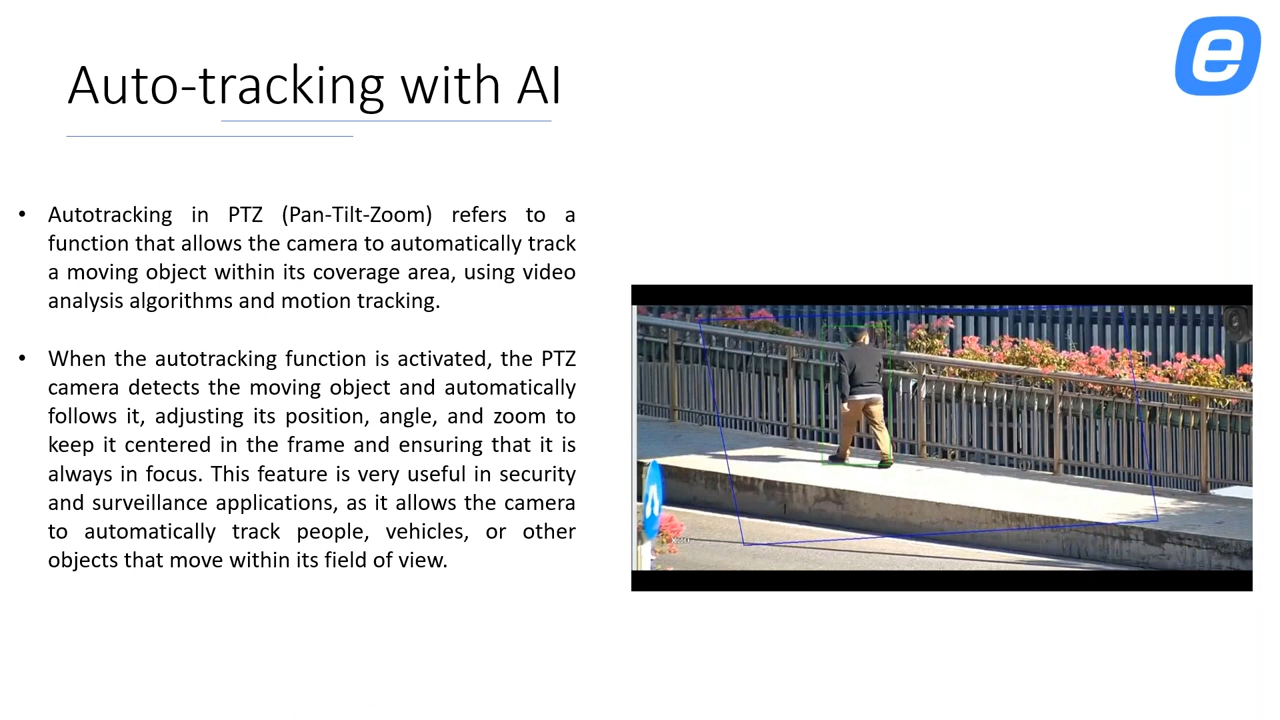 e
Auto-tracking with AI
• Autotracking in PTZ (Pan-Tilt-Zoom) refers to a
function that allows the camera to automatically track
a moving object within its coverage area, using video
analysis algorithms and motion tracking.
• When the autotracking function is activated, the PTZ
camera detects the moving object and automatically
follows it, adjusting its position, angle, and zoom to
keep it centered in the frame and ensuring that it is
always in focus. This feature is very useful in security
and surveillance applications, as it allows the camera
to automatically track people, vehicles, or other
objects that move within its field of view.